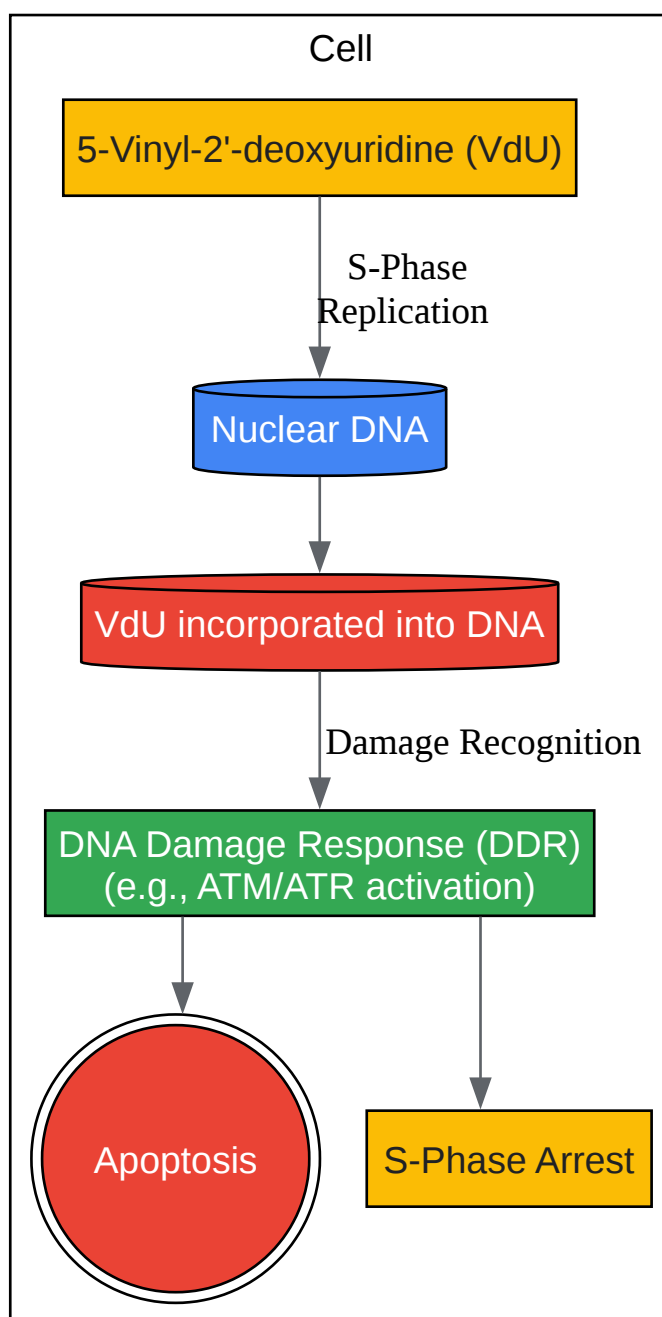 Cell
5-Vinyl-2'-deoxyuridine (VdU)
S-Phase
Replication
Nuclear DNA
VdU incorporated into DNA
Damage Recognition
DNA Damage Response (DDR)
(e.g., ATM/ATR activation)
Apoptosis
S-Phase Arrest